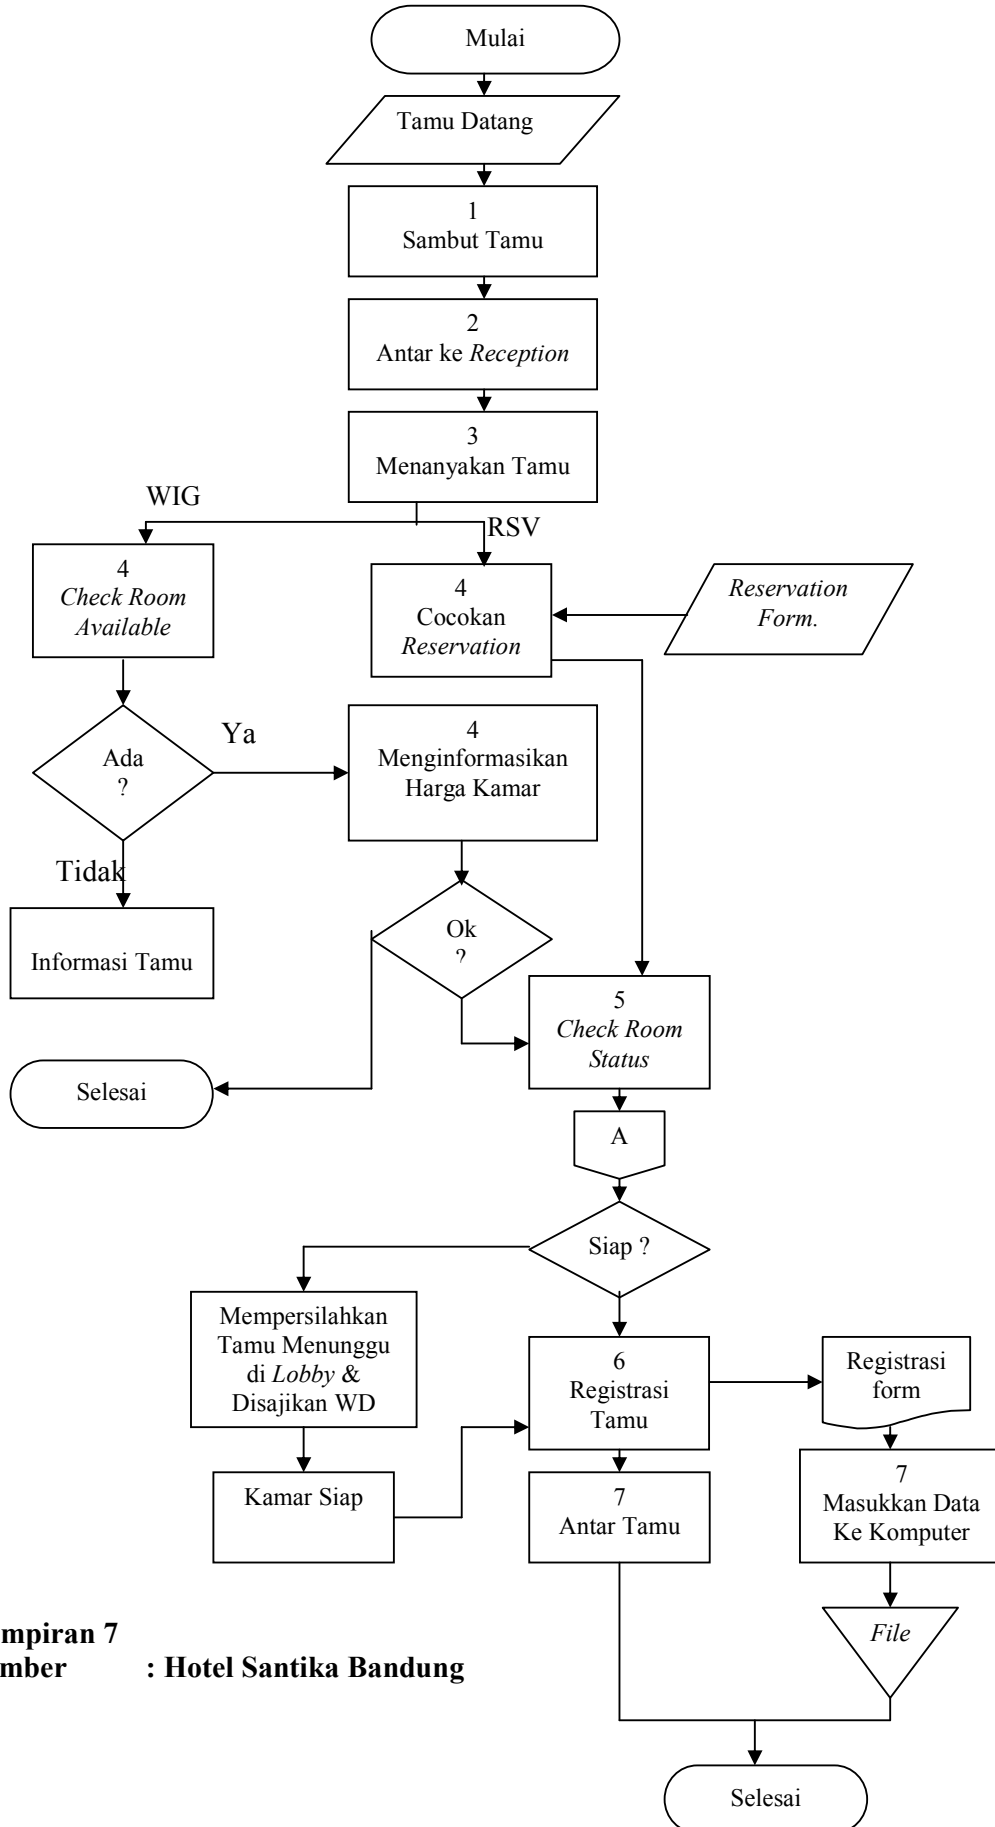 Mulai
Tamu Datang
1
Sambut Tamu
2
Antar ke Reception
3
Menanyakan Tamu
WIG
RSV
4
Check Room
Available
4
Cocokan
Reservation
Reservation
Form.
Ada
?
Ya
4
Menginformasikan
Harga Kamar
Tidak
Informasi Tamu
Ok
?
5
Check Room
Status
Selesai
A
Siap ?
Mempersilahkan
Tamu Menunggu
di Lobby &
Disajikan WD
6
Registrasi
Tamu
Registrasi
form
Kamar Siap
7
Antar Tamu
7
Masukkan Data
Ke Komputer
File
mpiran 7
mber : Hotel Santika Bandung
Selesai